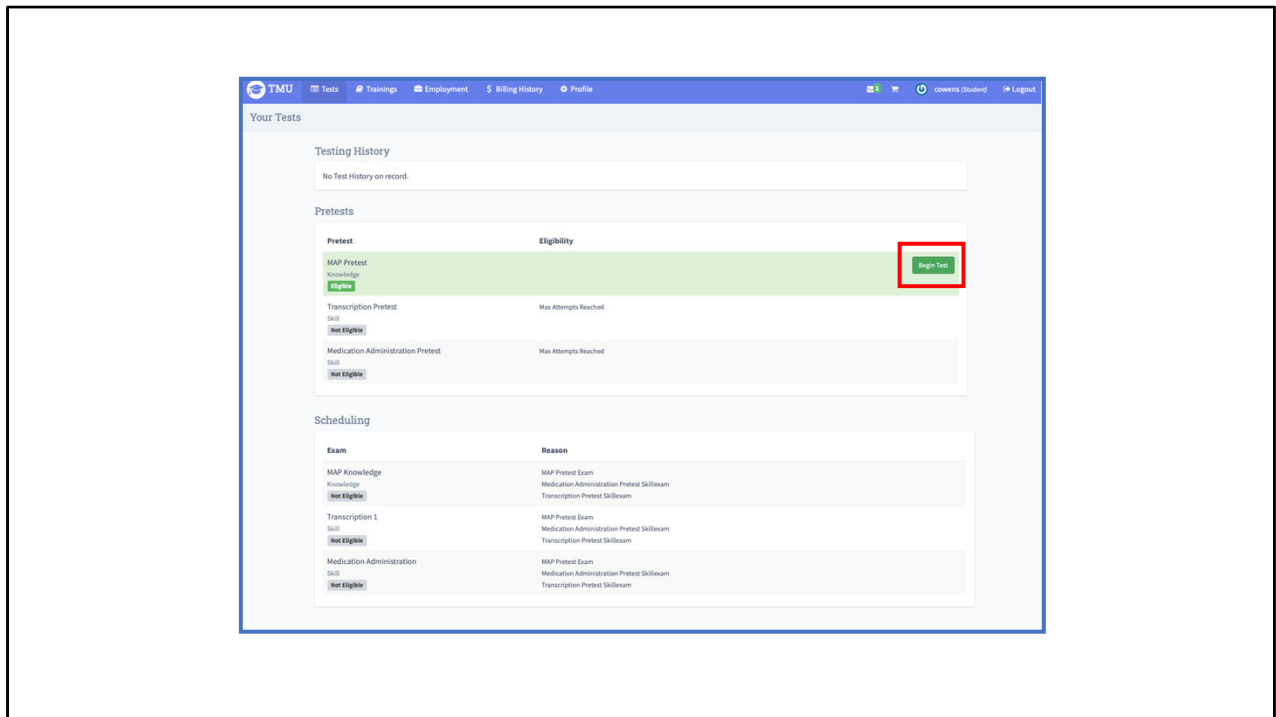 TMU Tests Trainings Employment $ Billing History Profile 1 cowens (Student) Logout
Your Tests
Testing History
No Test History on record.
Pretests
Pretest Eligibility
MAP Pretest
Knowledge
Eligible
Begin Test
Transcription Pretest Max Attempts Reached
Skill
Not Eligible
Medication Administration Pretest Max Attempts Reached
Skill
Not Eligible
Scheduling
Exam Reason
MAP Knowledge MAP Pretest Exam
Knowledge Medication Administration Pretest Skillexam
Not Eligible Transcription Pretest Skillexam
Transcription 1 MAP Pretest Exam
Skill Medication Administration Pretest Skillexam
Not Eligible Transcription Pretest Skillexam
Medication Administration MAP Pretest Exam
Skill Medication Administration Pretest Skillexam
Not Eligible Transcription Pretest Skillexam